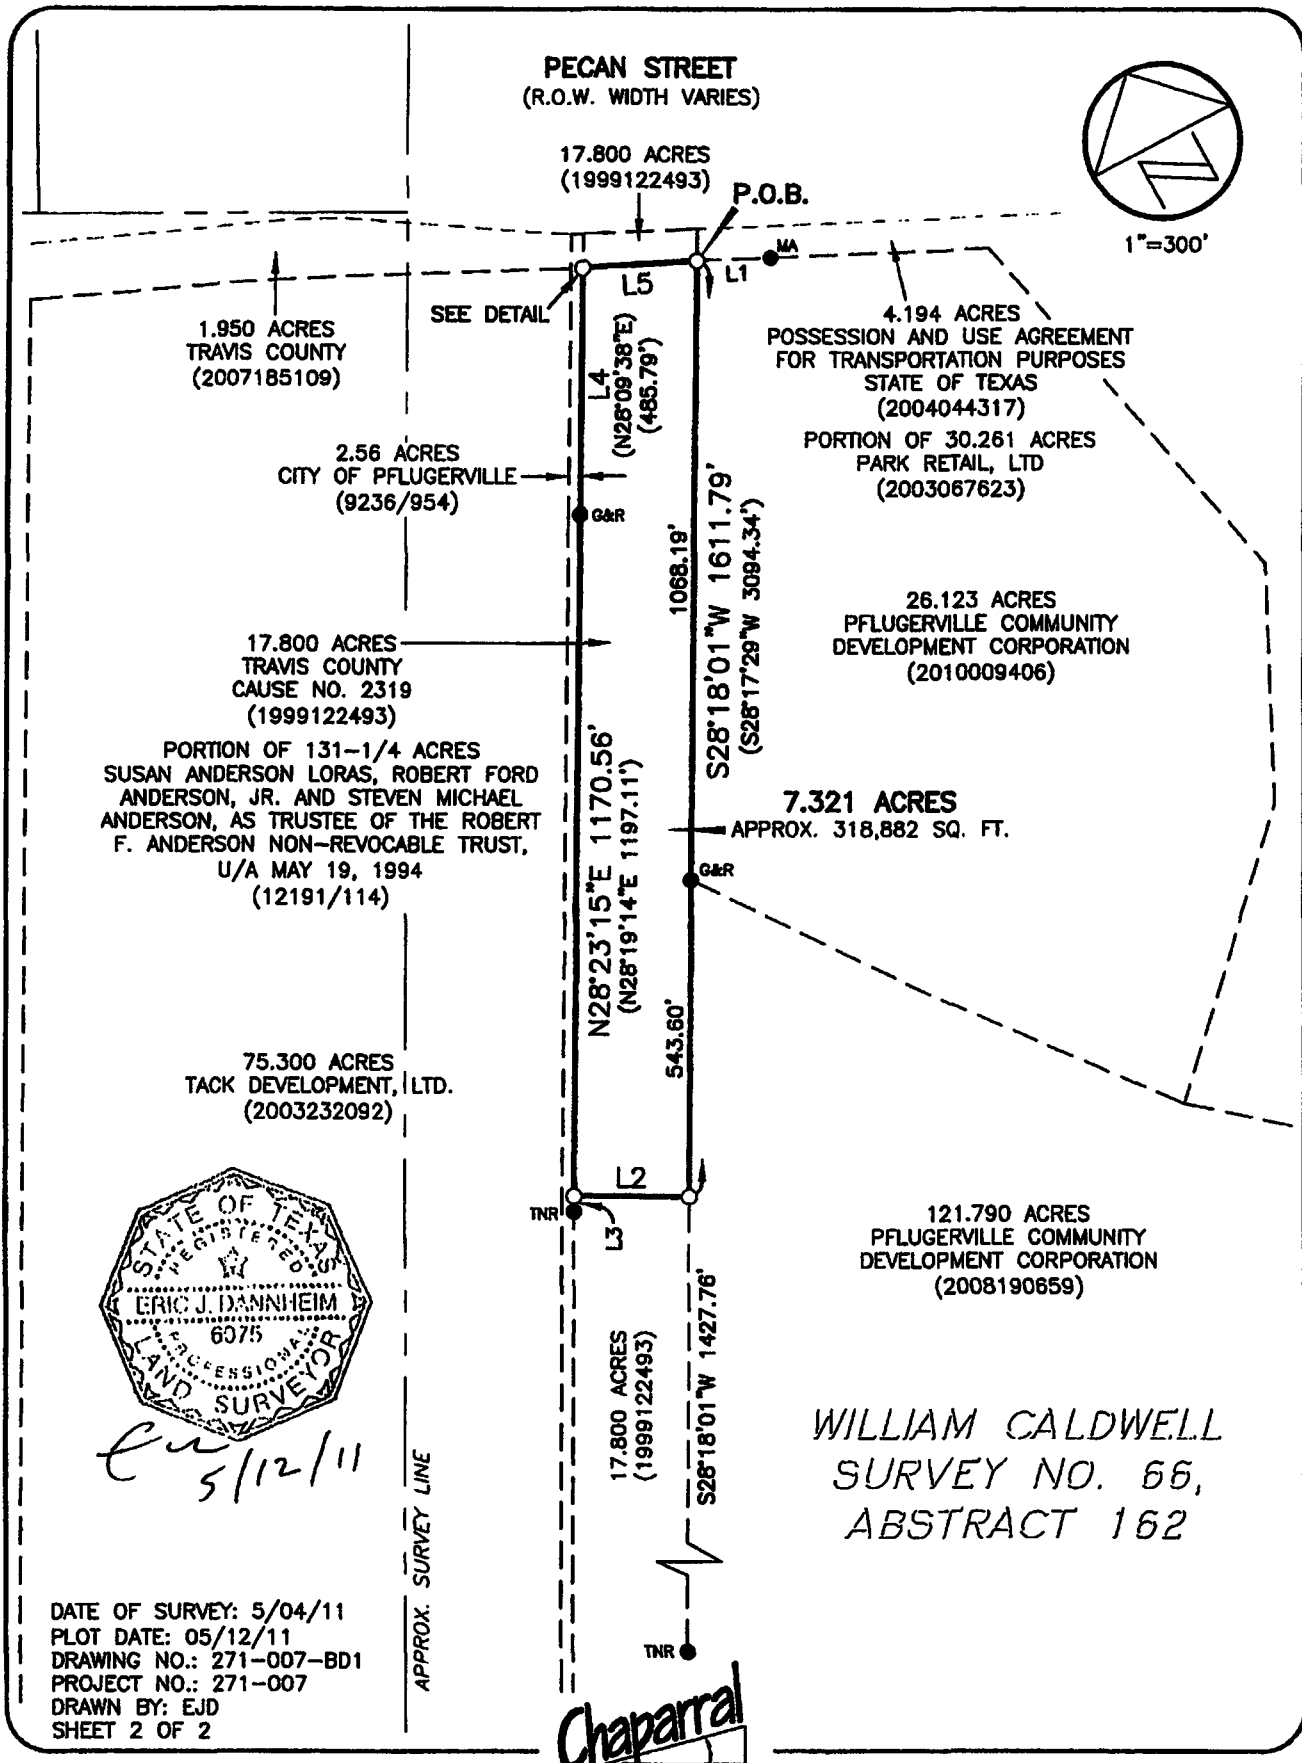 PECAN STREET
(R.O.W. WIDTH VARIES)
17.800 ACRES
(1999122493)
P.O.B.
1"=300'
MA
L1
L5
SEE DETAIL
1.950 ACRES
TRAVIS COUNTY
(2007185109)
L4
(N28°09'38"E)
(485.79')
4.194 ACRES
POSSESSION AND USE AGREEMENT
FOR TRANSPORTATION PURPOSES
STATE OF TEXAS
(2004044317)
PORTION OF 30.261 ACRES
PARK RETAIL, LTD
(2003067623)
2.56 ACRES
CITY OF PFLUGERVILLE
(9236/954)
G&R
1068.19'
S28°18'01"W 1611.79'
(S28°17'29"W 3094.34')
26.123 ACRES
PFLUGERVILLE COMMUNITY
DEVELOPMENT CORPORATION
(2010009406)
17.800 ACRES
TRAVIS COUNTY
CAUSE NO. 2319
(1999122493)
PORTION OF 131-1/4 ACRES
SUSAN ANDERSON LORAS, ROBERT FORD
ANDERSON, JR. AND STEVEN MICHAEL
ANDERSON, AS TRUSTEE OF THE ROBERT
F. ANDERSON NON-REVOCABLE TRUST,
U/A MAY 19, 1994
(12191/114)
N28°23'15"E 1170.56'
(N28°19'14"E 1197.11')
7.321 ACRES
APPROX. 318,882 SQ. FT.
G&R
543.60'
75.300 ACRES
TACK DEVELOPMENT, LTD.
(2003232092)
L2
TNR
L3
121.790 ACRES
PFLUGERVILLE COMMUNITY
DEVELOPMENT CORPORATION
(2008190659)
STATE OF TEXAS
REGISTERED
ERIC J. DANNHEIM
6075
PROFESSIONAL
LAND SURVEYOR
5/12/11
17.800 ACRES
(1999122493)
S28°18'01"W 1427.76'
WILLIAM CALDWELL
SURVEY NO. 66,
ABSTRACT 162
APPROX. SURVEY LINE
TNR
DATE OF SURVEY: 5/04/11
PLOT DATE: 05/12/11
DRAWING NO.: 271-007-BD1
PROJECT NO.: 271-007
DRAWN BY: EJD
SHEET 2 OF 2
Chaparral